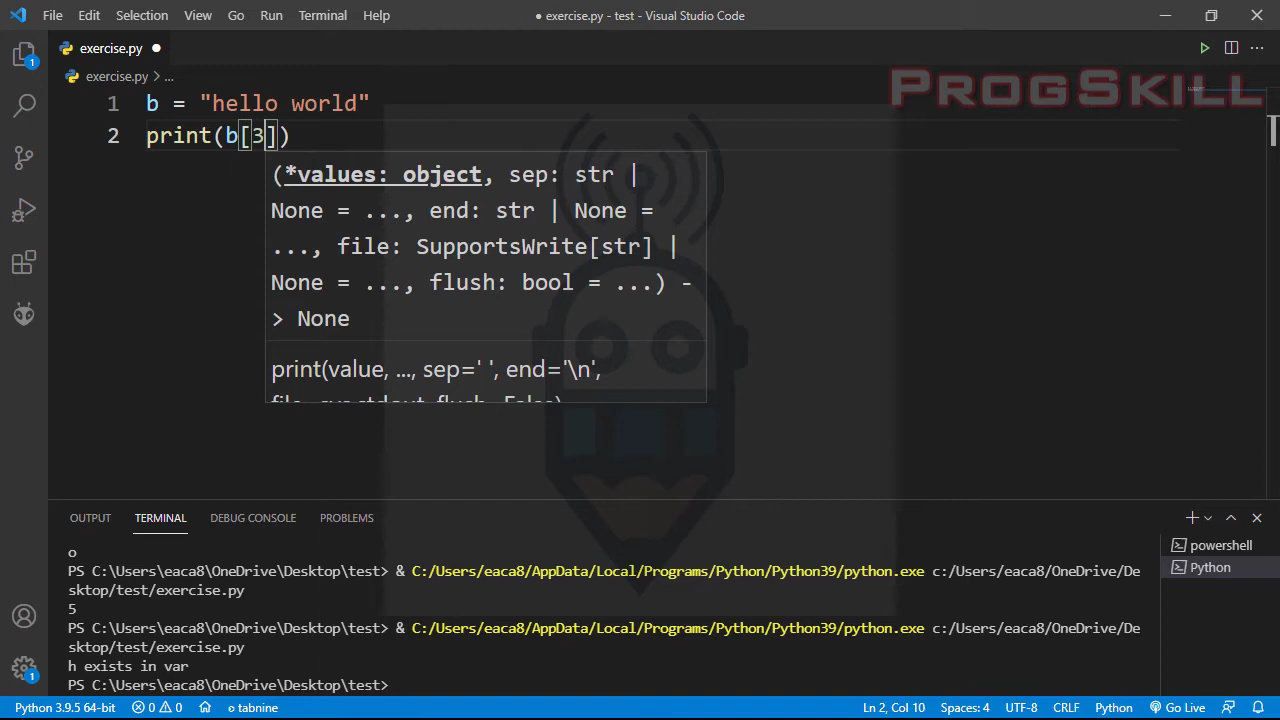 File Edit Selection View Go Run Terminal Help ● exercise.py - test - Visual Studio Code
exercise.py
exercise.py > ...
PROGSKILL
1 b = "hello world"
2 print(b[3])
(*values: object, sep: str |
None = ..., end: str | None =
..., file: SupportsWrite[str] |
None = ..., flush: bool = ...) -
> None
print(value, ..., sep=' ', end='\n',
OUTPUT TERMINAL DEBUG CONSOLE PROBLEMS
o
PS C:\Users\eaca8\OneDrive\Desktop\test> & C:/Users/eaca8/AppData/Local/Programs/Python/Python39/python.exe c:/Users/eaca8/OneDrive/De
sktop/test/exercise.py
5
PS C:\Users\eaca8\OneDrive\Desktop\test> & C:/Users/eaca8/AppData/Local/Programs/Python/Python39/python.exe c:/Users/eaca8/OneDrive/De
sktop/test/exercise.py
h exists in var
PS C:\Users\eaca8\OneDrive\Desktop\test>
powershell
Python
1
1
Python 3.9.5 64-bit 0 0 tabnine Ln 2, Col 10 Spaces: 4 UTF-8 CRLF Python Go Live